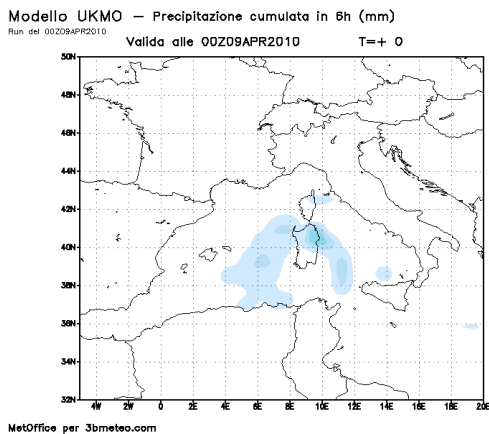 Modello UKMO – Precipitazione cumulata in 6h (mm)
Run del 00Z09APR2010
Valida alle 00Z09APR2010 T=+ 0
50N
48N
46N
44N
42N
40N
38N
36N
34N
32N
4W 2W 0 2E 4E 6E 8E 10E 12E 14E 16E 18E 20E
MetOffice per 3bmeteo.com